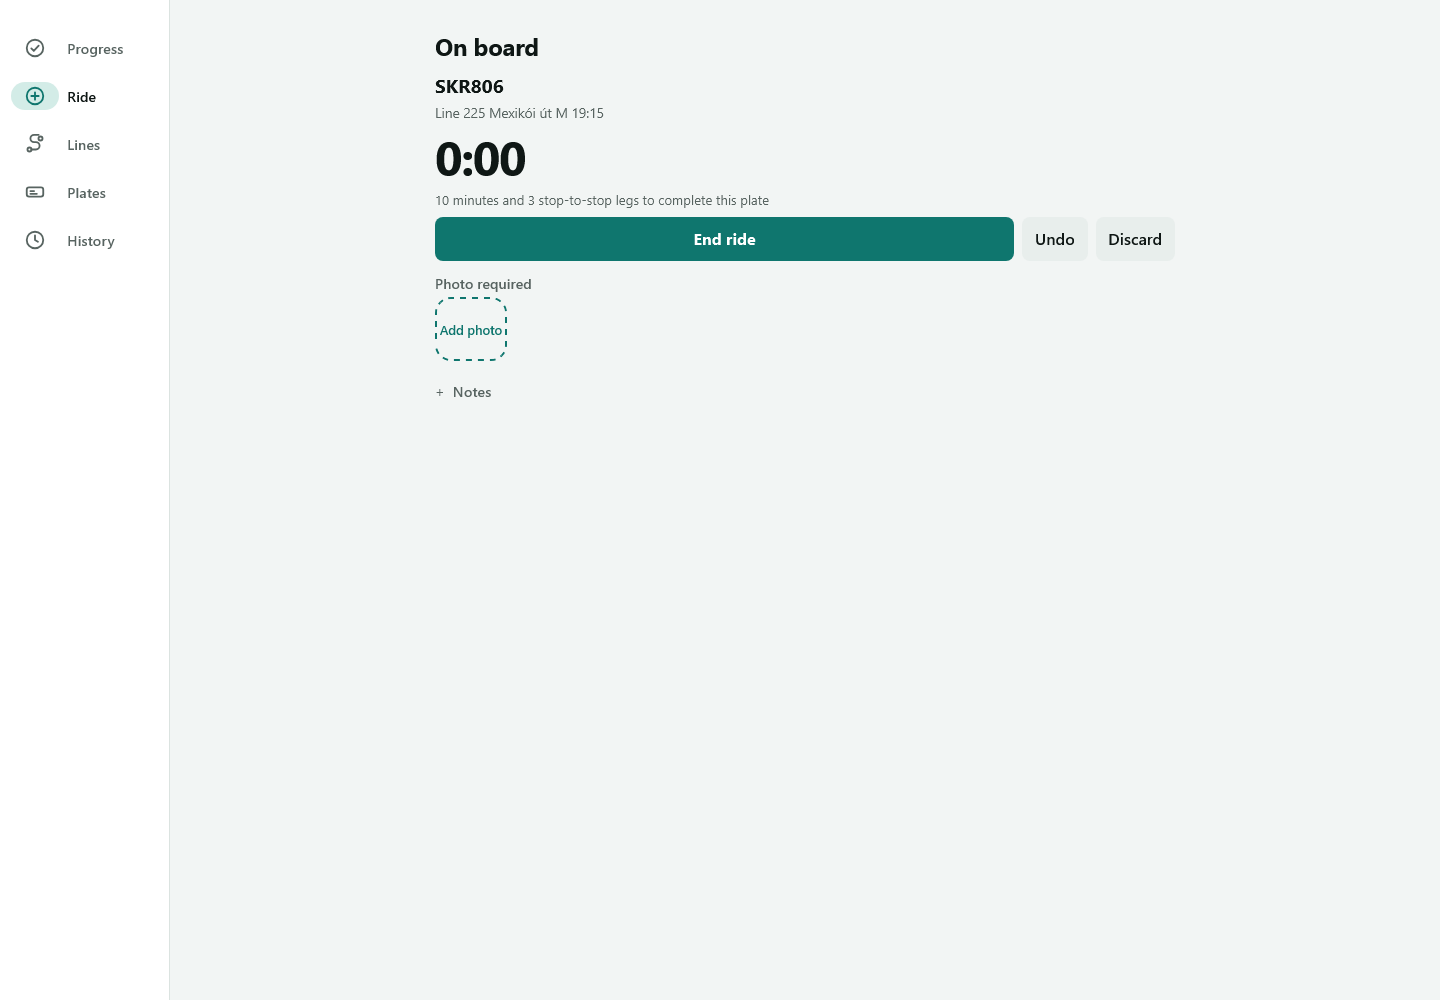 Progress
Ride
Lines
Plates
History
On board
SKR806
Line 225 Mexikói út M 19:15
0:00
10 minutes and 3 stop-to-stop legs to complete this plate
End ride
Undo
Discard
Photo required
Add photo
+ Notes